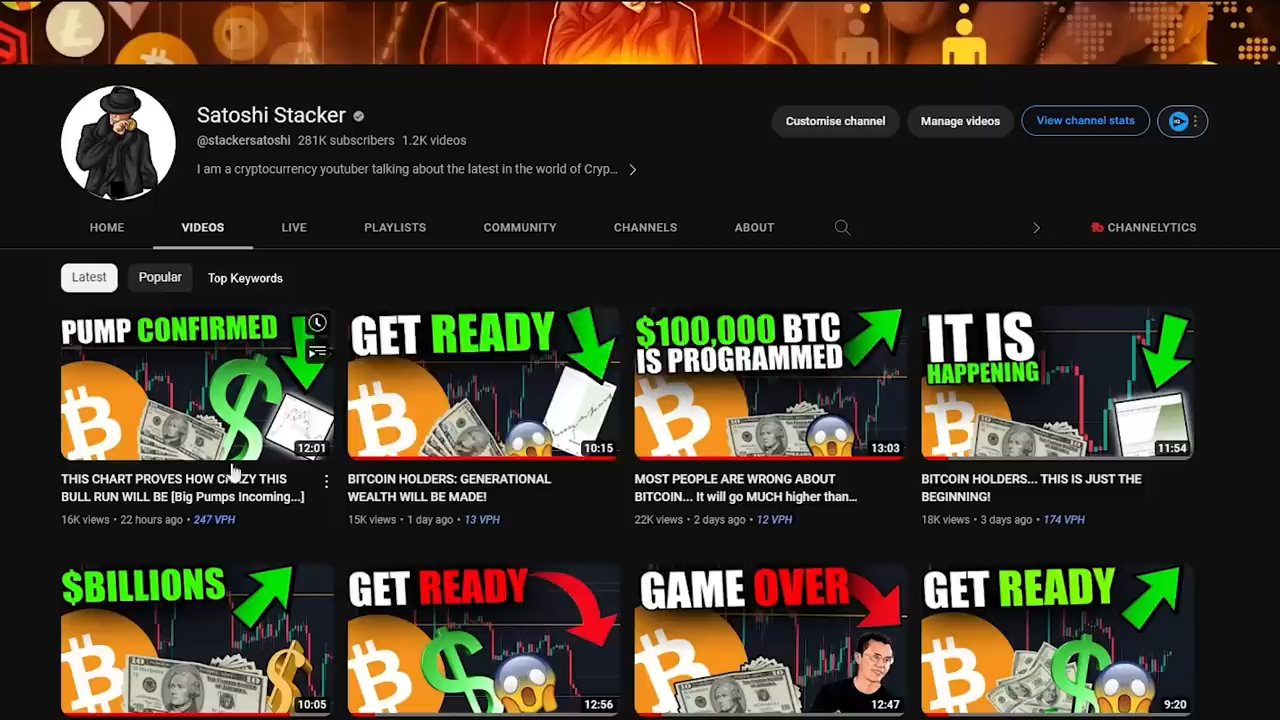 Satoshi Stacker
@stackersatoshi 281K subscribers 1.2K videos
I am a cryptocurrency youtuber talking about the latest in the world of Cryp...
Customise channel
Manage videos
View channel stats
HOME
VIDEOS
LIVE
PLAYLISTS
COMMUNITY
CHANNELS
ABOUT
CHANNELYTICS
Latest
Popular
Top Keywords
PUMP CONFIRMED
12:01
GET READY
10:15
$100,000 BTC
IS PROGRAMMED
13:03
IT IS
HAPPENING
11:54
THIS CHART PROVES HOW CRAZY THIS
BULL RUN WILL BE [Big Pumps Incoming...]
16K views • 22 hours ago • 247 VPH
BITCOIN HOLDERS: GENERATIONAL
WEALTH WILL BE MADE!
15K views • 1 day ago • 13 VPH
MOST PEOPLE ARE WRONG ABOUT
BITCOIN... It will go MUCH higher than...
22K views • 2 days ago • 12 VPH
BITCOIN HOLDERS... THIS IS JUST THE
BEGINNING!
18K views • 3 days ago • 174 VPH
$BILLIONS
10:05
GET READY
12:56
GAME OVER
12:47
GET READY
9:20